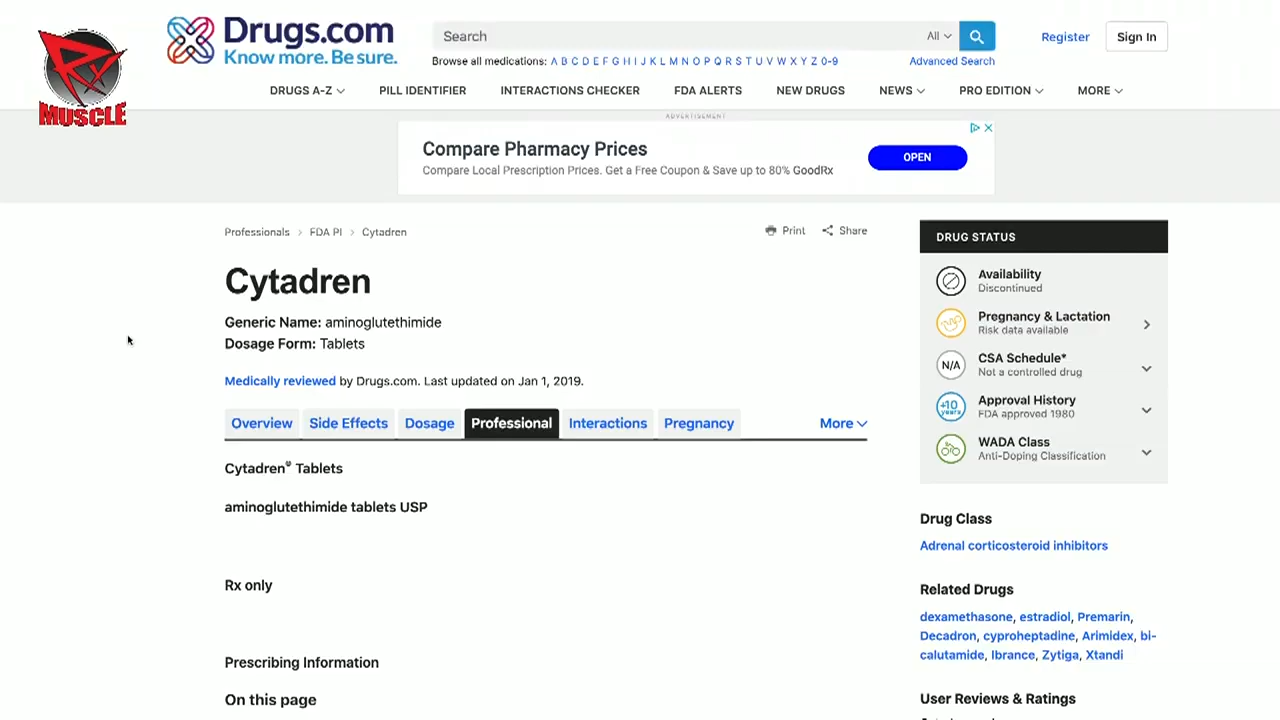 Rx
MUSCLE
Drugs.com
Know more. Be sure.
Search
All
Register
Sign In
Browse all medications: A B C D E F G H I J K L M N O P Q R S T U V W X Y Z 0-9
Advanced Search
DRUGS A-Z
PILL IDENTIFIER
INTERACTIONS CHECKER
FDA ALERTS
NEW DRUGS
NEWS
PRO EDITION
MORE
ADVERTISEMENT
Compare Pharmacy Prices
Compare Local Prescription Prices. Get a Free Coupon & Save up to 80% GoodRx
OPEN
Professionals > FDA PI > Cytadren
Print
Share
Cytadren
Generic Name: aminoglutethimide
Dosage Form: Tablets
Medically reviewed by Drugs.com. Last updated on Jan 1, 2019.
Overview
Side Effects
Dosage
Professional
Interactions
Pregnancy
More
Cytadren® Tablets
aminoglutethimide tablets USP
Rx only
Prescribing Information
On this page
DRUG STATUS
Availability
Discontinued
Pregnancy & Lactation
Risk data available
N/A
CSA Schedule*
Not a controlled drug
+10
years
Approval History
FDA approved 1980
WADA Class
Anti-Doping Classification
Drug Class
Adrenal corticosteroid inhibitors
Related Drugs
dexamethasone, estradiol, Premarin,
Decadron, cyproheptadine, Arimidex, bi-
calutamide, Ibrance, Zytiga, Xtandi
User Reviews & Ratings